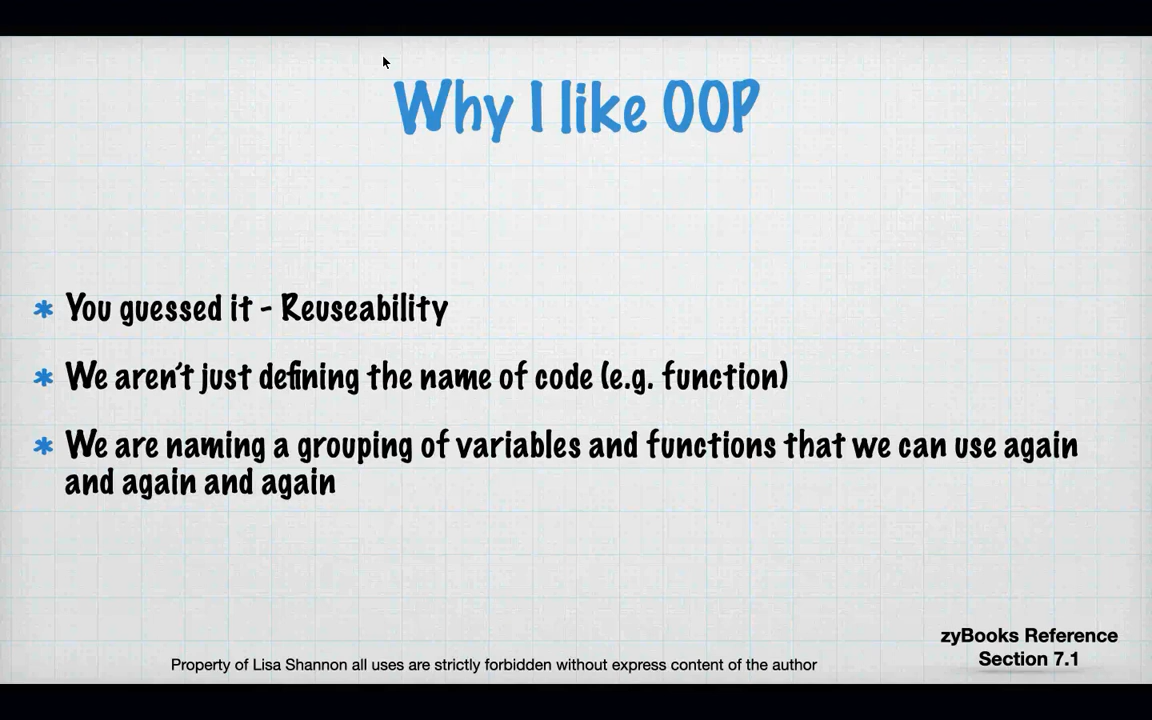 Why I like OOP
* You guessed it - Reuseability
* We aren't just defining the name of code (e.g. function)
* We are naming a grouping of variables and functions that we can use again
and again and again
zyBooks Reference
Section 7.1
Property of Lisa Shannon all uses are strictly forbidden without express content of the author